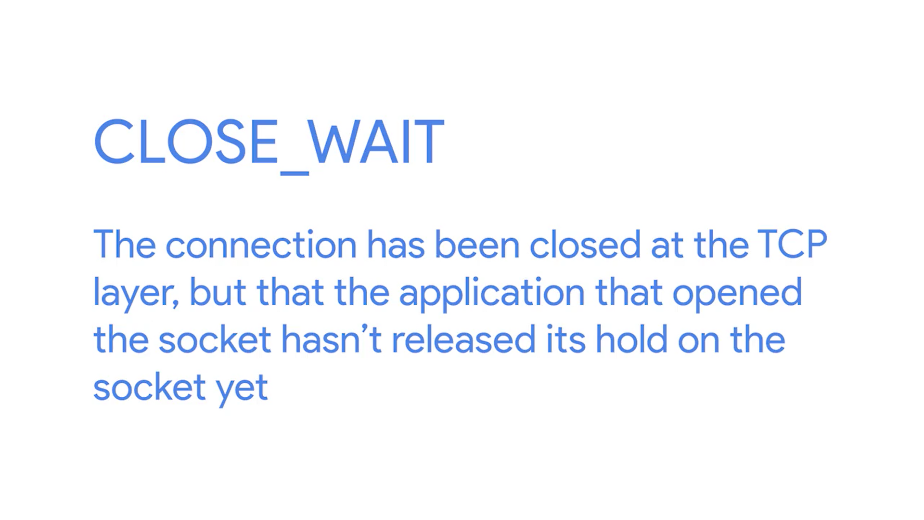 CLOSE_WAIT
The connection has been closed at the TCP
layer, but that the application that opened
the socket hasn’t released its hold on the
socket yet